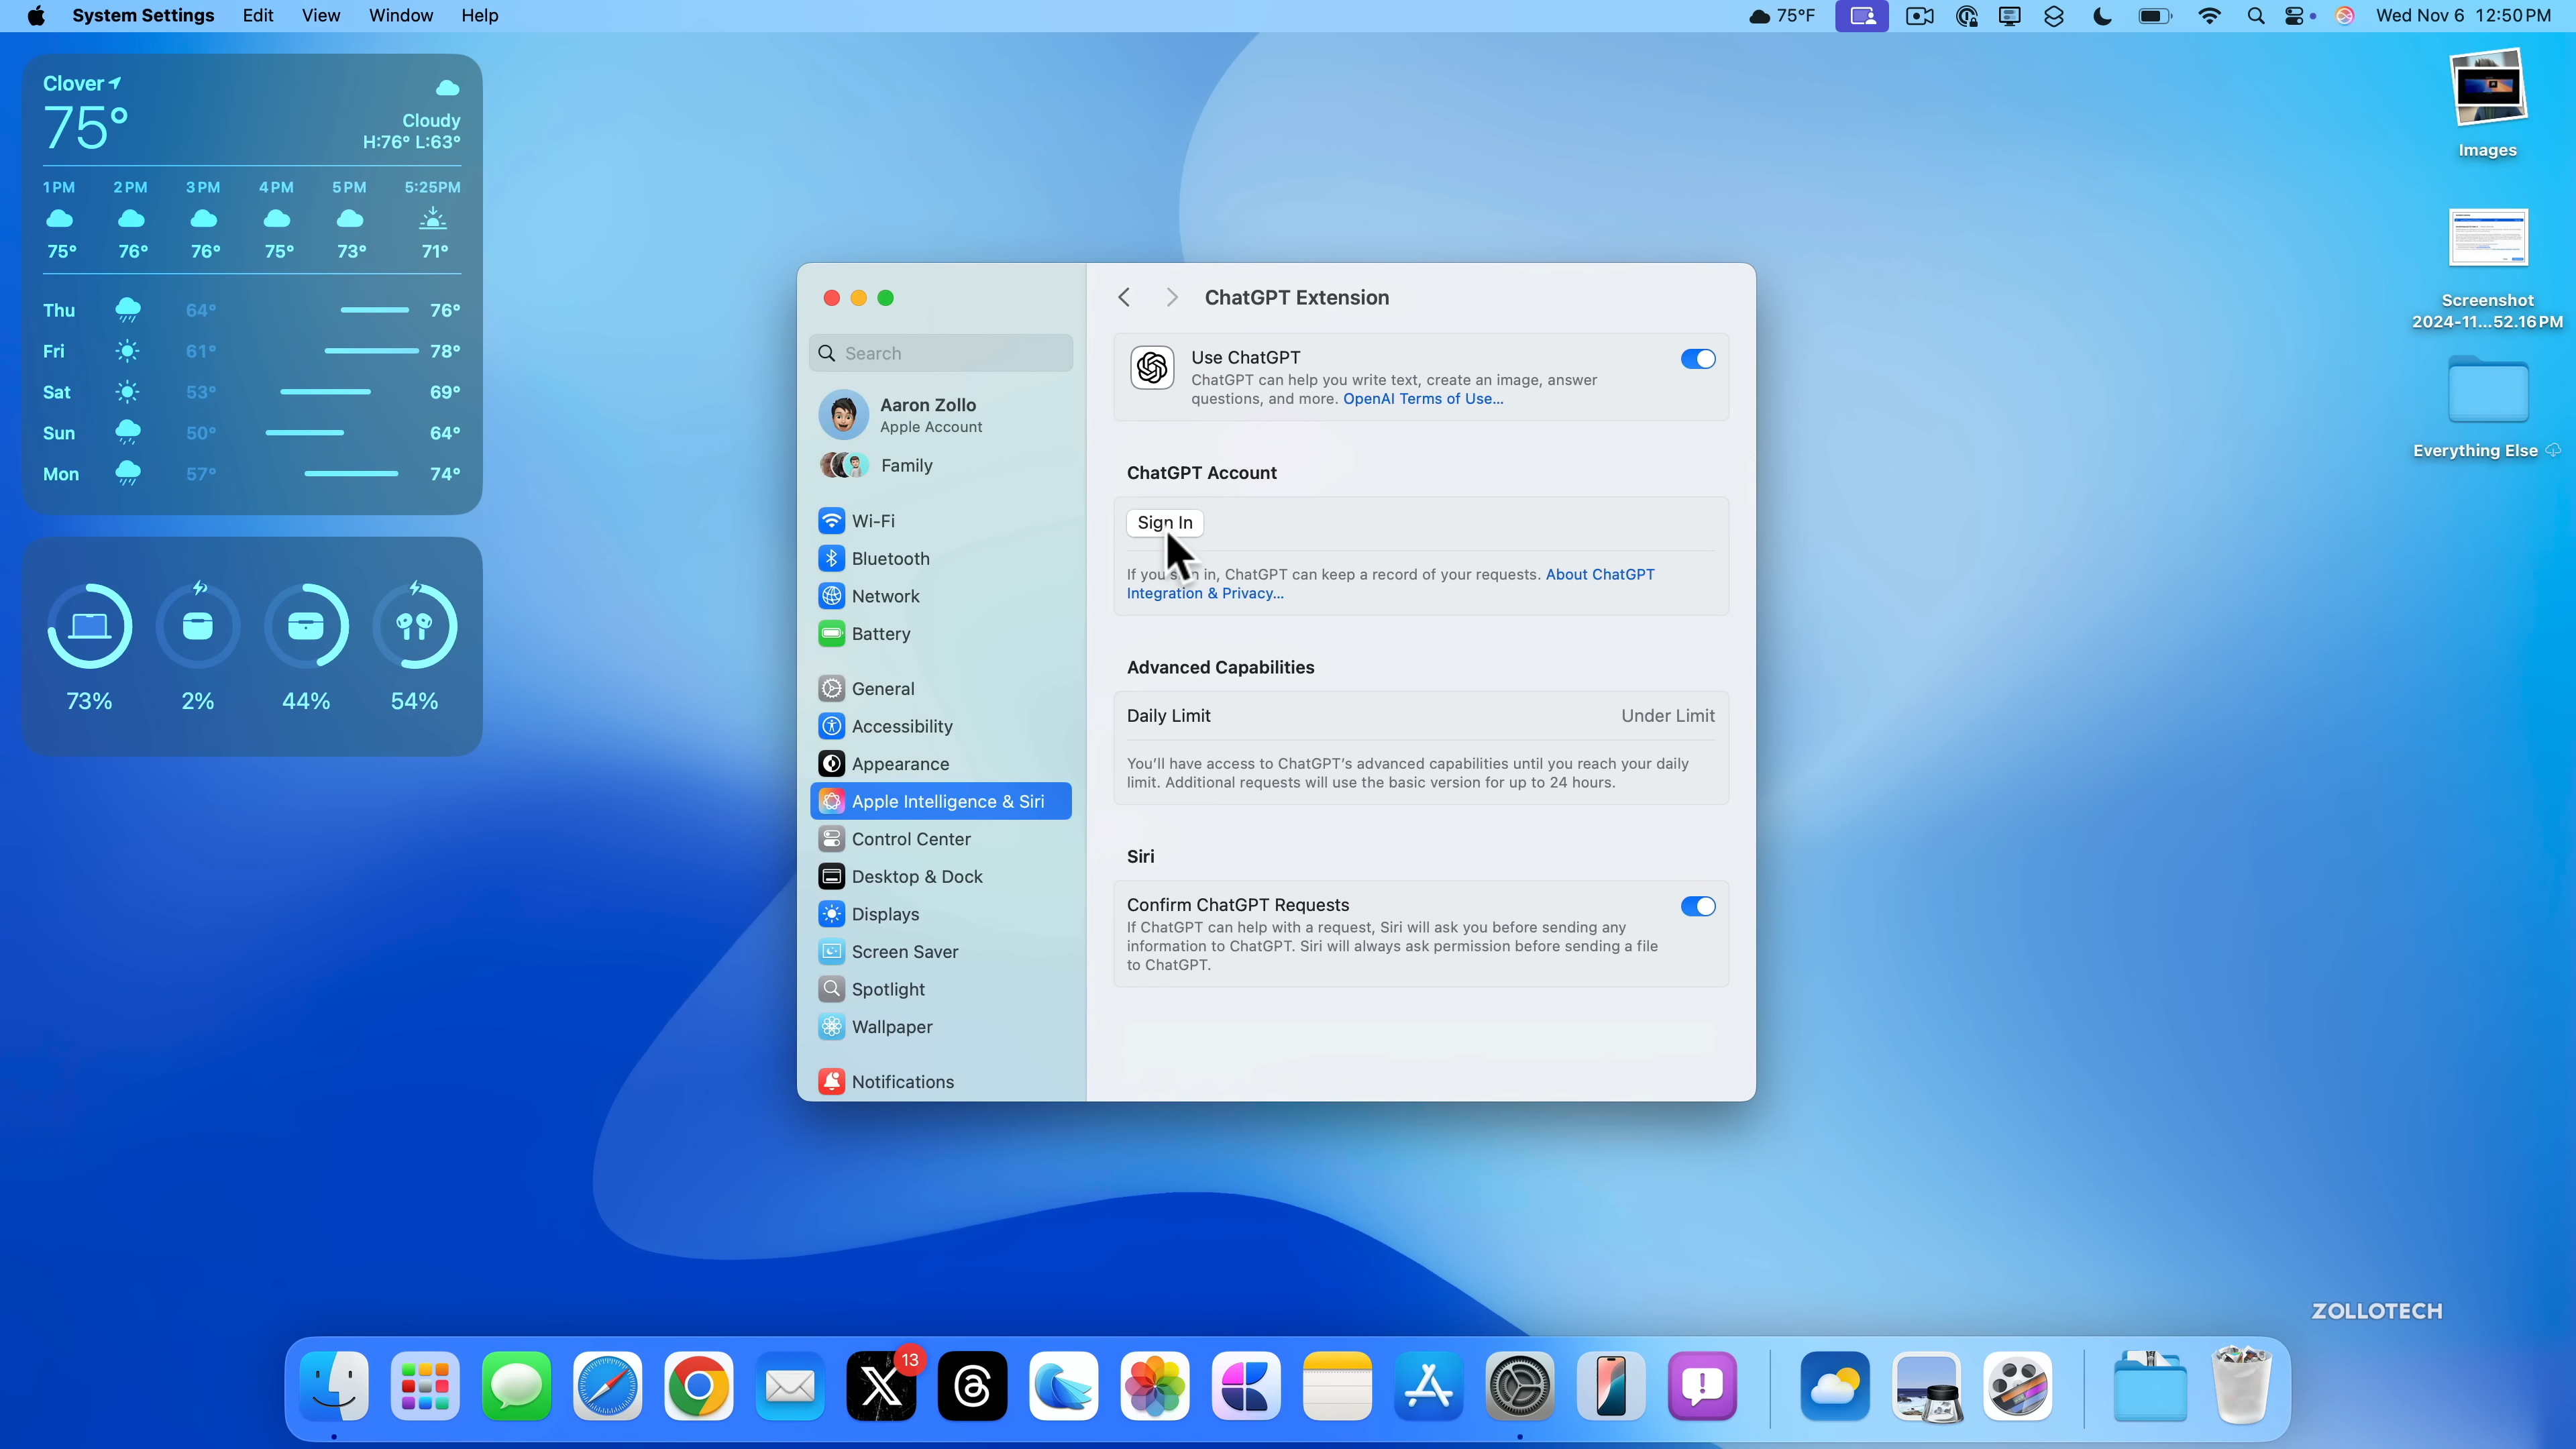 System Settings Edit View Window Help
75°F Wed Nov 6 12:50 PM
Clover
75°
Cloudy
H:76° L:63°
1 PM 2 PM 3 PM 4 PM 5 PM 5:25PM
75° 76° 76° 75° 73° 71°
Thu 64° 76°
Fri 61° 78°
Sat 53° 69°
Sun 50° 64°
Mon 57° 74°
73% 2% 44% 54%
Search
Aaron Zollo
Apple Account
Family
Wi-Fi
Bluetooth
Network
Battery
General
Accessibility
Appearance
Apple Intelligence & Siri
Control Center
Desktop & Dock
Displays
Screen Saver
Spotlight
Wallpaper
Notifications
ChatGPT Extension
Use ChatGPT
ChatGPT can help you write text, create an image, answer
questions, and more. OpenAI Terms of Use...
ChatGPT Account
Sign In
If you sign in, ChatGPT can keep a record of your requests. About ChatGPT
Integration & Privacy...
Advanced Capabilities
Daily Limit Under Limit
You'll have access to ChatGPT's advanced capabilities until you reach your daily
limit. Additional requests will use the basic version for up to 24 hours.
Siri
Confirm ChatGPT Requests
If ChatGPT can help with a request, Siri will ask you before sending any
information to ChatGPT. Siri will always ask permission before sending a file
to ChatGPT.
Images
Screenshot
2024-11...52.16 PM
Everything Else
ZOLLOTECH
13